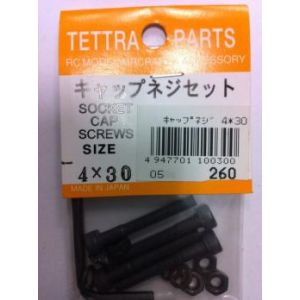 TETTRA PARTS
RC MODEL AIRCRAFT ACCESSORY
キャップネジセット
SOCKET
CAP
SCREWS
SIZE
4×30
MADE IN JAPAN
キャップネジ 4*30
4 947701 100300
05 260